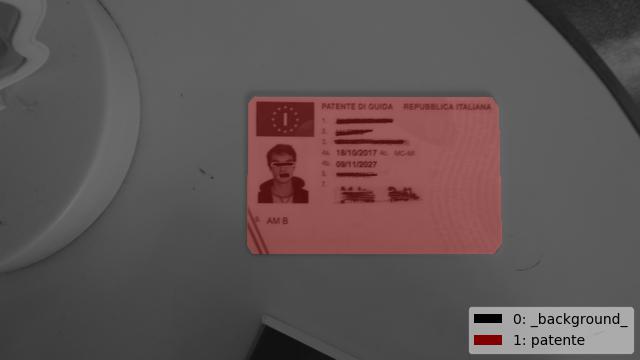 PATENTE DI GUIDA REPUBBLICA ITALIANA
I
1.
2.
3.
4a. 18/10/2017 4c. MC-MI
4b. 09/11/2027
5.
7.
9. AM B
0: _background_
1: patente